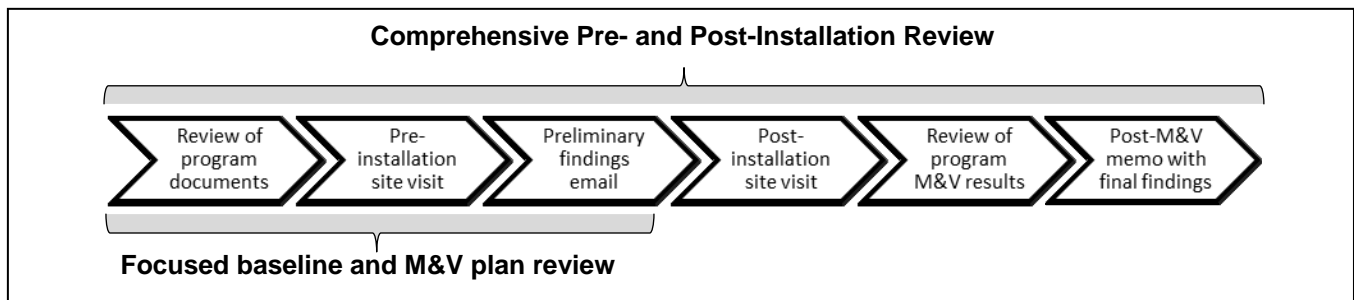 Comprehensive Pre- and Post-Installation Review
Review of
program
documents
Pre-
installation
site visit
Preliminary
findings
email
Post-
installation
site visit
Review of
program
M&V results
Post-M&V
memo with
final findings
Focused baseline and M&V plan review